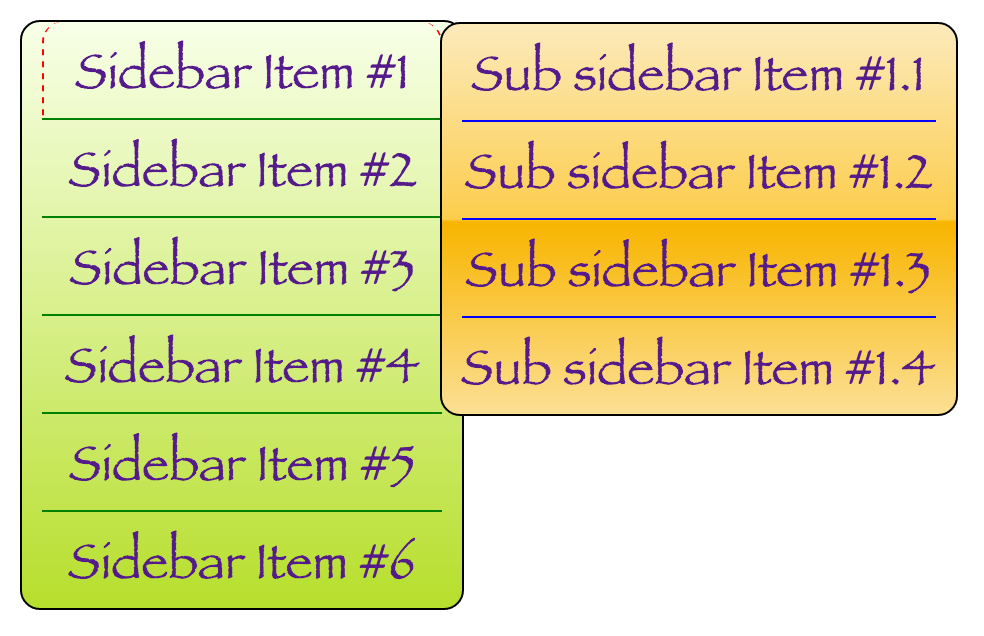 Sidebar Item #1
Sidebar Item #2
Sidebar Item #3
Sidebar Item #4
Sidebar Item #5
Sidebar Item #6
Sub sidebar Item #1.1
Sub sidebar Item #1.2
Sub sidebar Item #1.3
Sub sidebar Item #1.4